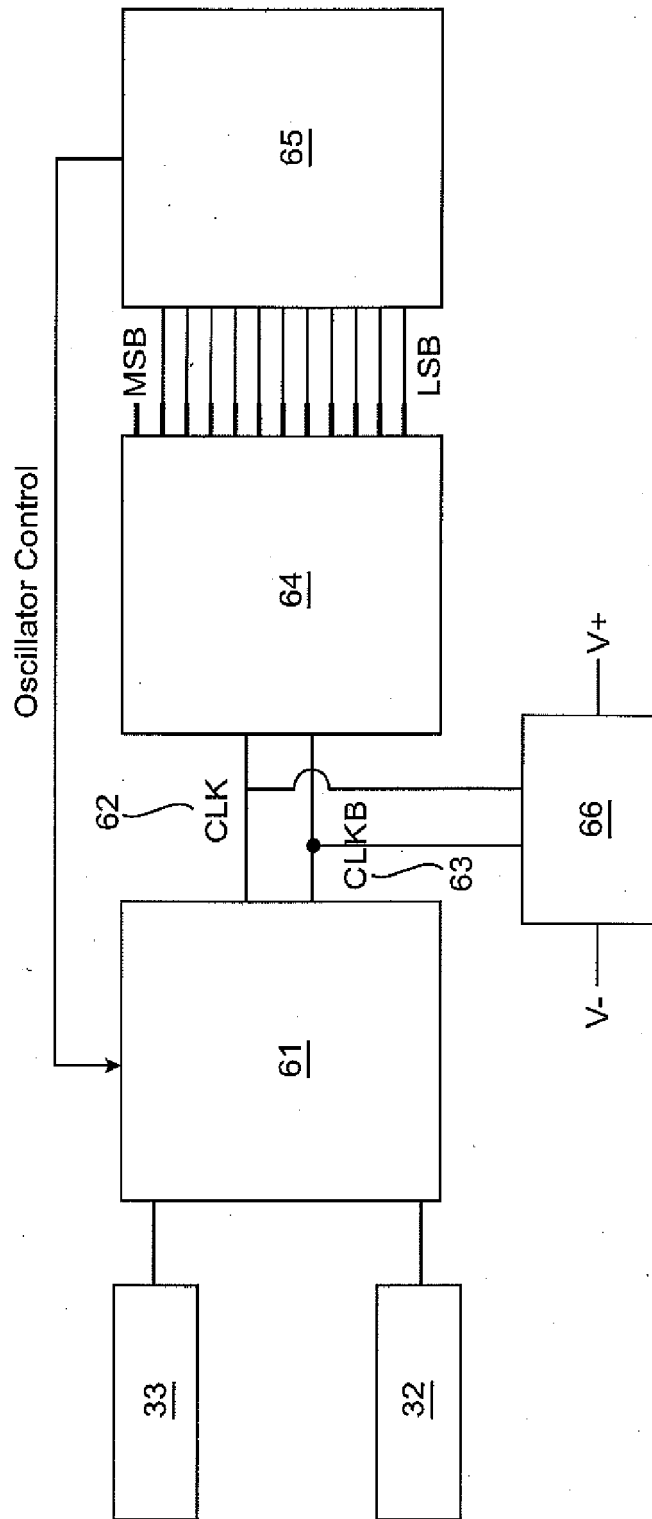 Oscillator Control
33
32
61
62
CLK
CLKB
63
64
MSB
LSB
65
66
V-
V+